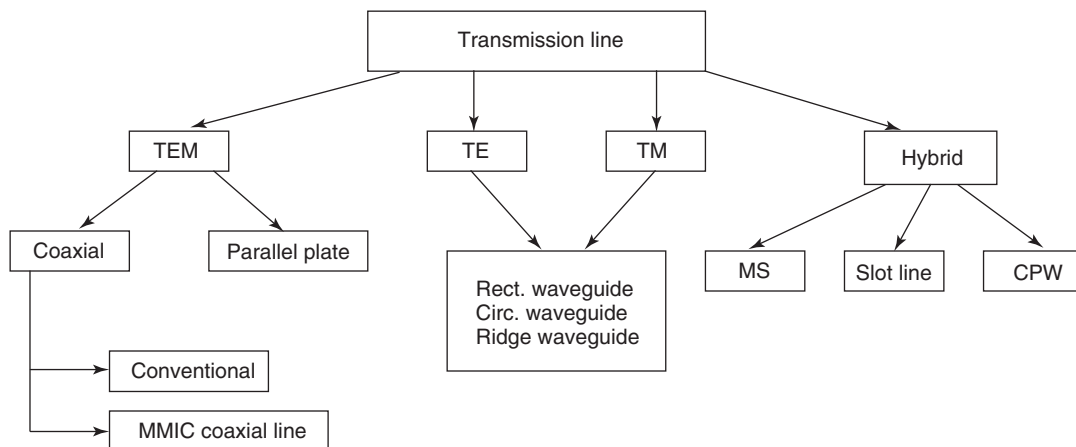 Transmission line
TEM
TE
TM
Hybrid
Coaxial
Parallel plate
MS
Slot line
CPW
Rect. waveguide
Circ. waveguide
Ridge waveguide
Conventional
MMIC coaxial line